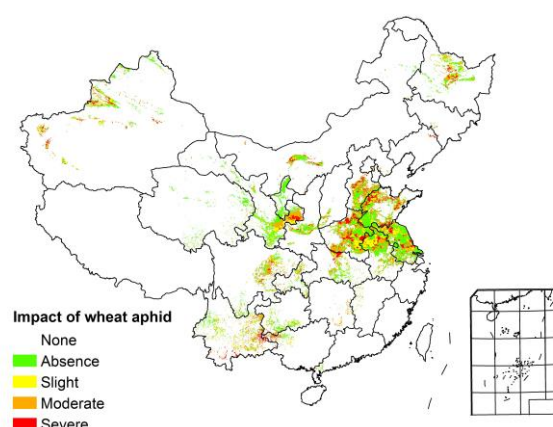 Impact of wheat aphid
None
Absence
Slight
Moderate
Severe